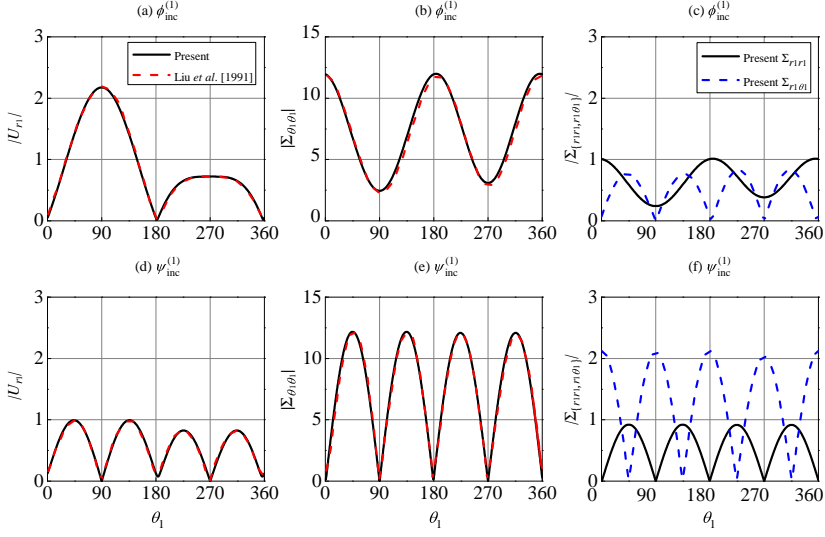 (a) ϕ_inc^(1)
(b) ϕ_inc^(1)
(c) ϕ_inc^(1)
3
2
1
0
|U_r1|
Present
Liu et al. [1991]
0 90 180 270 360
15
10
5
0
|Σ_θ1θ1|
0 90 180 270 360
3
2
1
0
|Σ_{r1r1,r1θ1}|
Present Σ_r1r1
Present Σ_r1θ1
0 90 180 270 360
(d) ψ_inc^(1)
(e) ψ_inc^(1)
(f) ψ_inc^(1)
3
2
1
0
|U_r1|
0 90 180 270 360
θ_1
15
10
5
0
|Σ_θ1θ1|
0 90 180 270 360
θ_1
3
2
1
0
|Σ_{r1r1,r1θ1}|
0 90 180 270 360
θ_1